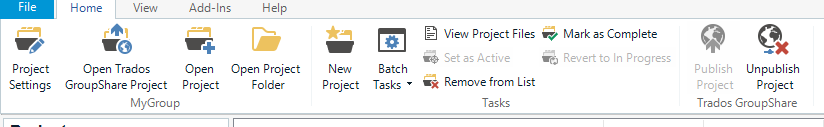 File Home View Add-Ins Help
Project Settings
Open Trados GroupShare Project
Open Project
Open Project Folder
MyGroup
New Project
Batch Tasks
View Project Files
Set as Active
Remove from List
Mark as Complete
Revert to In Progress
Tasks
Publish Project
Unpublish Project
Trados GroupShare